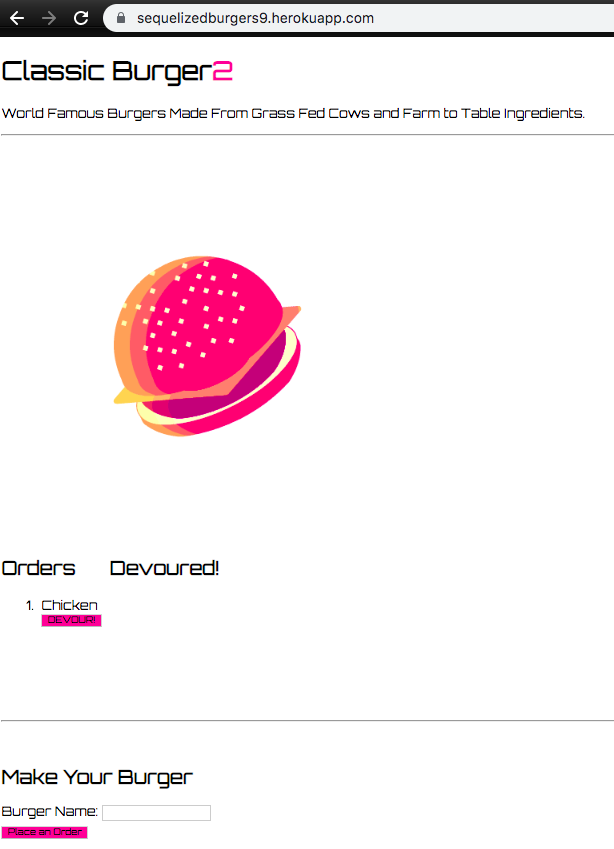 sequelizedburgers9.herokuapp.com
Classic Burger2
World Famous Burgers Made From Grass Fed Cows and Farm to Table Ingredients.
Orders Devoured!
1. Chicken
DEVOUR!
Make Your Burger
Burger Name:
Place an Order